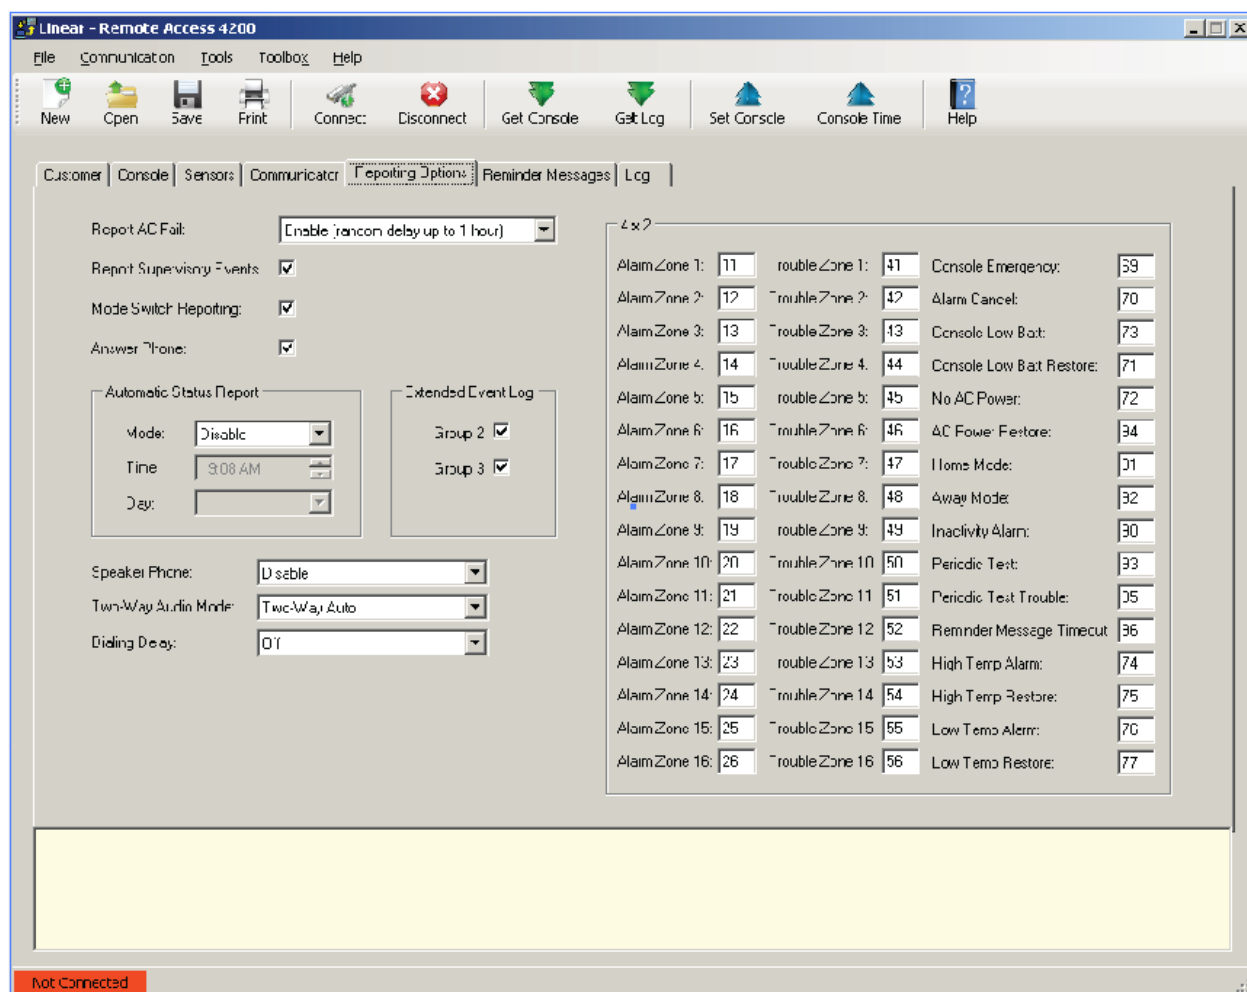 Linear - Remote Access 4200
File Communication Tools Toolbox Help
New Open Save Print Connect Disconnect Get Console Get Log Set Console Console Time Help
Customer Console Sensors Communicator Reporting Options Reminder Messages Log
Report AC Fail: Enable (random delay up to 1 hour)
Report Supervisory Events
Mode Switch Reporting:
Answer Phone:
Automatic Status Report
Mode: Disable
Time 9:08 AM
Day:
Extended Event Log
Group 2
Group 3
Speaker Phone: Disable
Two-Way Audio Mode: Two-Way Auto
Dialing Delay: Off
4 x 2
Alarm Zone 1: 11 Trouble Zone 1: 41 Console Emergency: 69
Alarm Zone 2: 12 Trouble Zone 2: 42 Alarm Cancel: 70
Alarm Zone 3: 13 Trouble Zone 3: 43 Console Low Batt: 73
Alarm Zone 4: 14 Trouble Zone 4: 44 Console Low Batt Restore: 71
Alarm Zone 5: 15 Trouble Zone 5: 45 No AC Power: 72
Alarm Zone 6: 16 Trouble Zone 6: 46 AC Power Restore: 94
Alarm Zone 7: 17 Trouble Zone 7: 47 Home Mode:
Alarm Zone 8: 18 Trouble Zone 8: 48 Away Mode:
Alarm Zone 9: 19 Trouble Zone 9: 49 Inactivity Alarm:
Alarm Zone 10: 20 Trouble Zone 10 50 Periodic Test:
Alarm Zone 11: 21 Trouble Zone 11 51 Periodic Test Trouble:
Alarm Zone 12: 22 Trouble Zone 12 52 Reminder Message Timeout
Alarm Zone 13: 23 Trouble Zone 13 53 High Temp Alarm: 74
Alarm Zone 14: 24 Trouble Zone 14 54 High Temp Restore: 75
Alarm Zone 15: 25 Trouble Zone 15 55 Low Temp Alarm: 76
Alarm Zone 16: 26 Trouble Zone 16 56 Low Temp Restore: 77
Not Connected